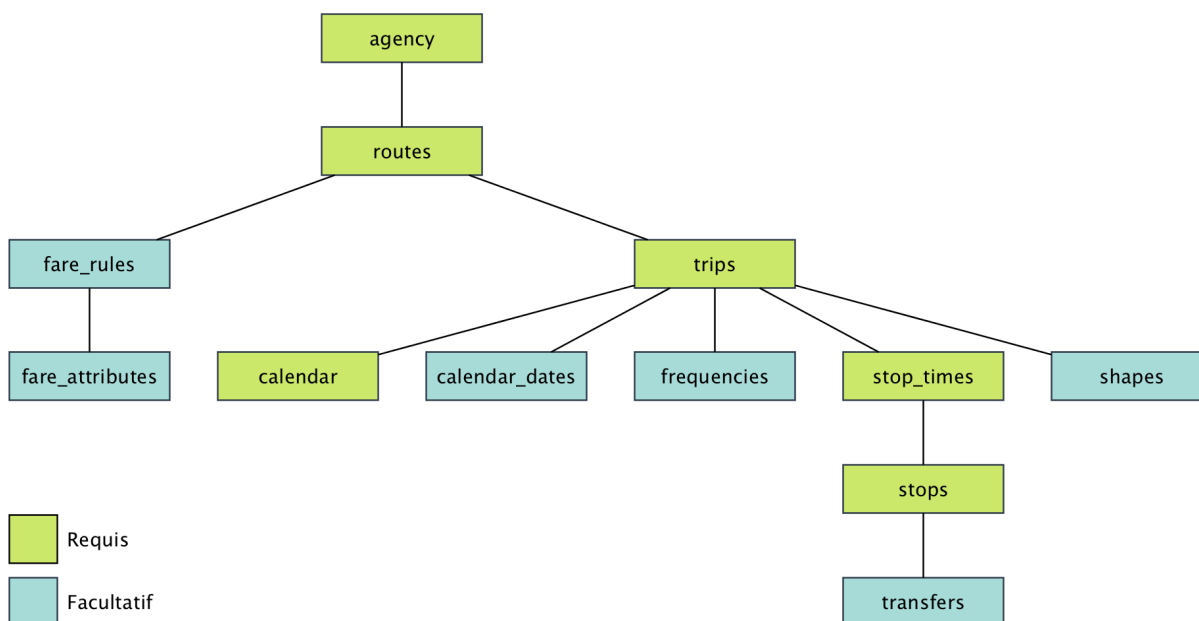 agency
routes
fare_rules
trips
fare_attributes
calendar
calendar_dates
frequencies
stop_times
shapes
stops
Requis
Facultatif
transfers